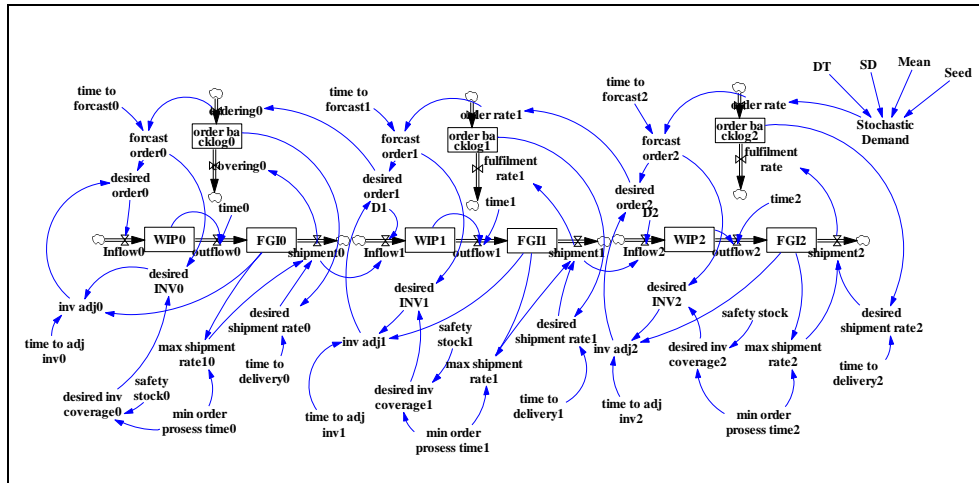 DT
SD
Mean
Seed
time to
forcast0
ordering0
time to
forcast1
order rate1
time to
forcast2
order rate
forcast
order0
order ba
cklog0
forcast
order1
order ba
cklog1
forcast
order2
order ba
cklog2
Stochastic
Demand
desired
order0
overing0
desired
order1
fulfilment
rate1
desired
order2
fulfilment
rate
time0
D1
time1
D2
time2
WIP0
FGI0
WIP1
FGI1
WIP2
FGI2
Inflow0
outflow0
shipment0
Inflow1
outflow1
shipment1
Inflow2
outflow2
shipment2
desired
INV0
desired
INV1
desired
INV2
inv adj0
desired
shipment rate0
inv adj1
safety
stock1
desired
shipment rate1
inv adj2
safety stock
desired
shipment rate2
time to adj
inv0
max shipment
rate10
time to
delivery0
max shipment
rate1
desired inv
coverage2
max shipment
rate2
time to
delivery2
desired inv
coverage0
safety
stock0
min order
prosess time0
time to adj
inv1
desired inv
coverage1
min order
prosess time1
time to
delivery1
time to adj
inv2
min order
prosess time2